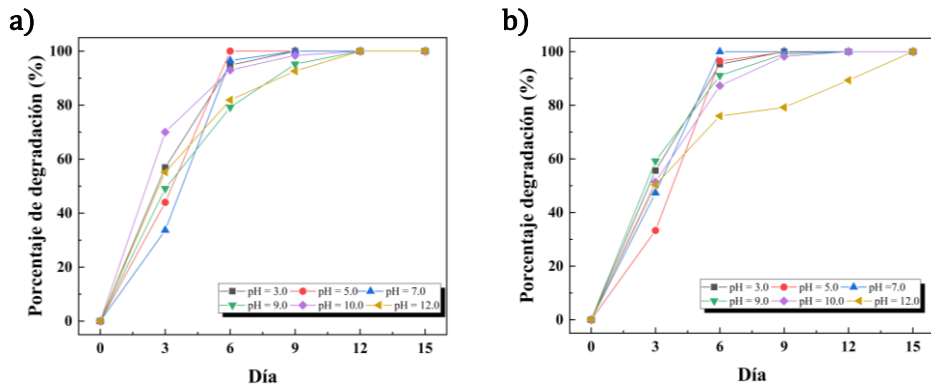 a)
Porcentaje de degradación (%)
100
80
60
40
20
0
pH = 3.0 pH = 5.0 pH = 7.0
pH = 9.0 pH = 10.0 pH = 12.0
0 3 6 9 12 15
Día
b)
Porcentaje degradación (%)
100
80
60
40
20
0
pH = 3.0 pH = 5.0 pH =7.0
pH = 9.0 pH = 10.0 pH = 12.0
0 3 6 9 12 15
Día